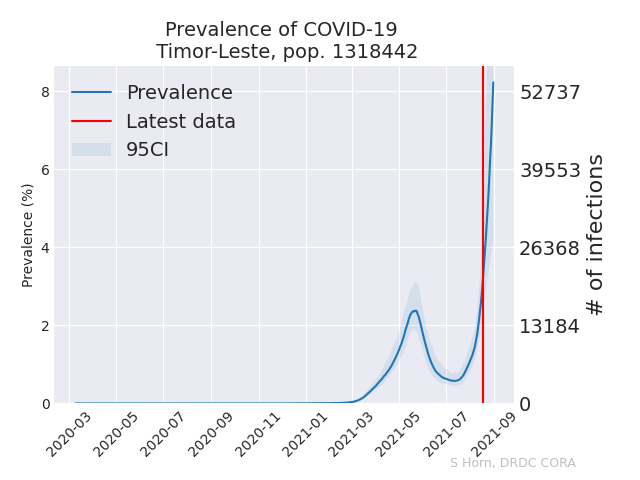 Prevalence of COVID-19
Timor-Leste, pop. 1318442
Prevalence
Latest data
95CI
Prevalence (%)
8
6
4
2
0
52737
39553
26368
13184
0
# of infections
2020-03
2020-05
2020-07
2020-09
2020-11
2021-01
2021-03
2021-05
2021-07
2021-09
S Horn, DRDC CORA